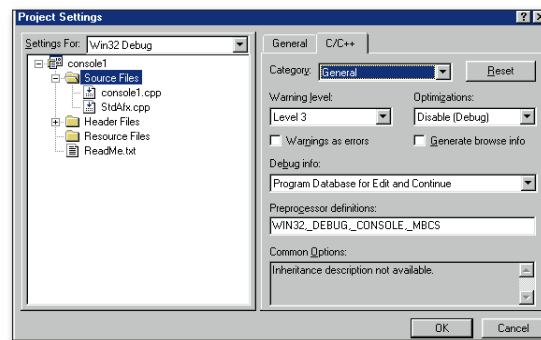 Project Settings
Settings For: Win32 Debug
console1
Source Files
console1.cpp
StdAfx.cpp
Header Files
Resource Files
ReadMe.txt
General C/C++
Category: General Reset
Warning level: Optimizations:
Level 3 Disable (Debug)
Warnings as errors Generate browse info
Debug info:
Program Database for Edit and Continue
Preprocessor definitions:
WIN32,_DEBUG,_CONSOLE,_MBCS
Common Options:
Inheritance description not available.
OK Cancel